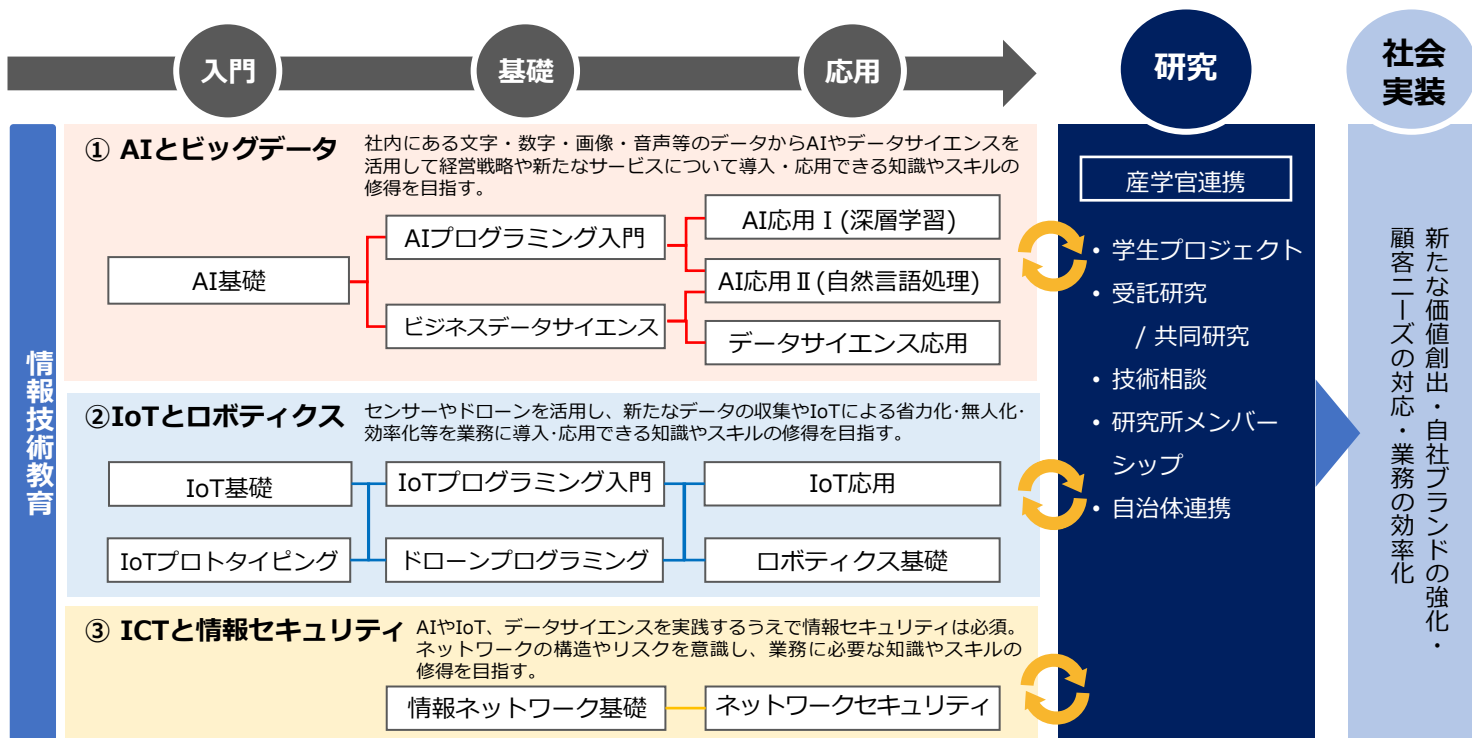 入門
基礎
応用
研究
社会
実装
情報技術教育
① AIとビッグデータ
社内にある文字・数字・画像・音声等のデータからAIやデータサイエンスを
活用して経営戦略や新たなサービスについて導入・応用できる知識やスキルの
修得を目指す。
AI基礎
AIプログラミング入門
ビジネスデータサイエンス
AI応用Ⅰ(深層学習)
AI応用Ⅱ(自然言語処理)
データサイエンス応用
②IoTとロボティクス
センサーやドローンを活用し、新たなデータの収集やIoTによる省力化･無人化･
効率化等を業務に導入･応用できる知識やスキルの修得を目指す。
IoT基礎
IoTプログラミング入門
IoT応用
IoTプロトタイピング
ドローンプログラミング
ロボティクス基礎
③ ICTと情報セキュリティ
AIやIoT、データサイエンスを実践するうえで情報セキュリティは必須。
ネットワークの構造やリスクを意識し、業務に必要な知識やスキルの
修得を目指す。
情報ネットワーク基礎
ネットワークセキュリティ
産学官連携
・学生プロジェクト
・受託研究
/ 共同研究
・技術相談
・研究所メンバー
シップ
・自治体連携
新たな価値創出・自社ブランドの強化・
顧客ニーズの対応・業務の効率化